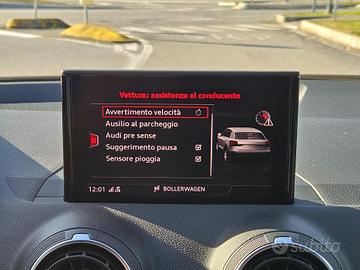 Vettura: assistenza al conducente
Avvertimento velocità
Ausilio al parcheggio
Audi pre sense
Suggerimento pausa
Sensore pioggia
12:01
BOLLERWAGEN
subito